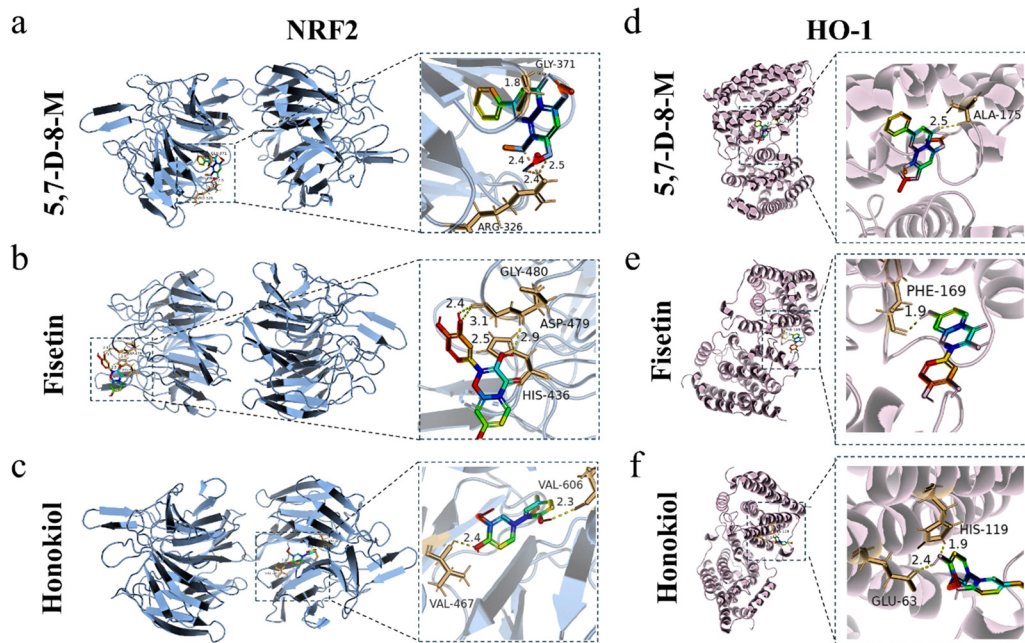 a
NRF2
5,7-D-8-M
GLY-371
1.8
2.4
2.5
2.4
ARG-326
b
Fisetin
GLY-480
2.4
3.1
ASP-479
2.5
2.9
HIS-436
c
Honokiol
VAL-606
2.3
2.4
VAL-467
d
HO-1
5,7-D-8-M
2.5
ALA-175
e
Fisetin
PHE-169
1.9
f
Honokiol
HIS-119
1.9
2.4
GLU-63